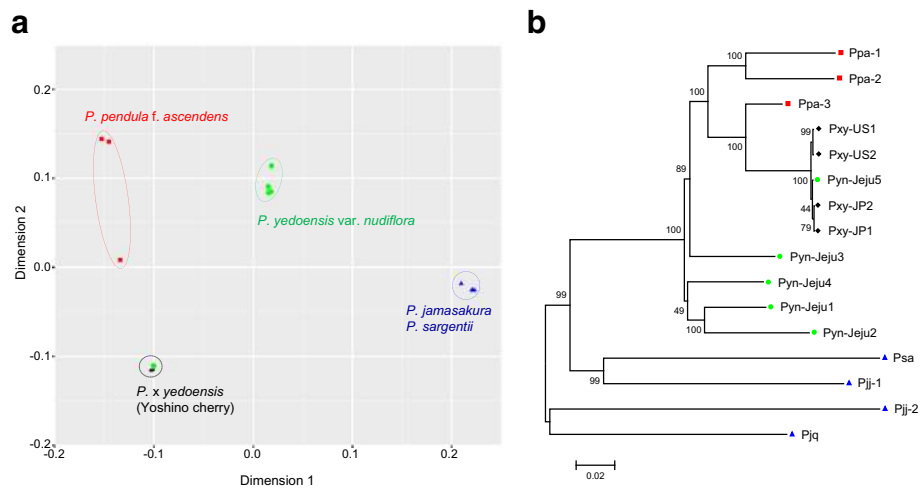 a
0.2
0.1
0.0
-0.1
-0.2
-0.2
-0.1
0.0
0.1
0.2
Dimension 2
Dimension 1
P. pendula f. ascendens
P. yedoensis var. nudiflora
P. jamasakura
P. sargentii
P. x yedoensis
(Yoshino cherry)
b
Ppa-1
Ppa-2
Ppa-3
Pxy-US1
Pxy-US2
Pyn-Jeju5
Pxy-JP2
Pxy-JP1
Pyn-Jeju3
Pyn-Jeju4
Pyn-Jeju1
Pyn-Jeju2
Psa
Pjj-1
Pjj-2
Pjq
100
100
100
99
100
44
79
89
100
49
100
99
99
0.02